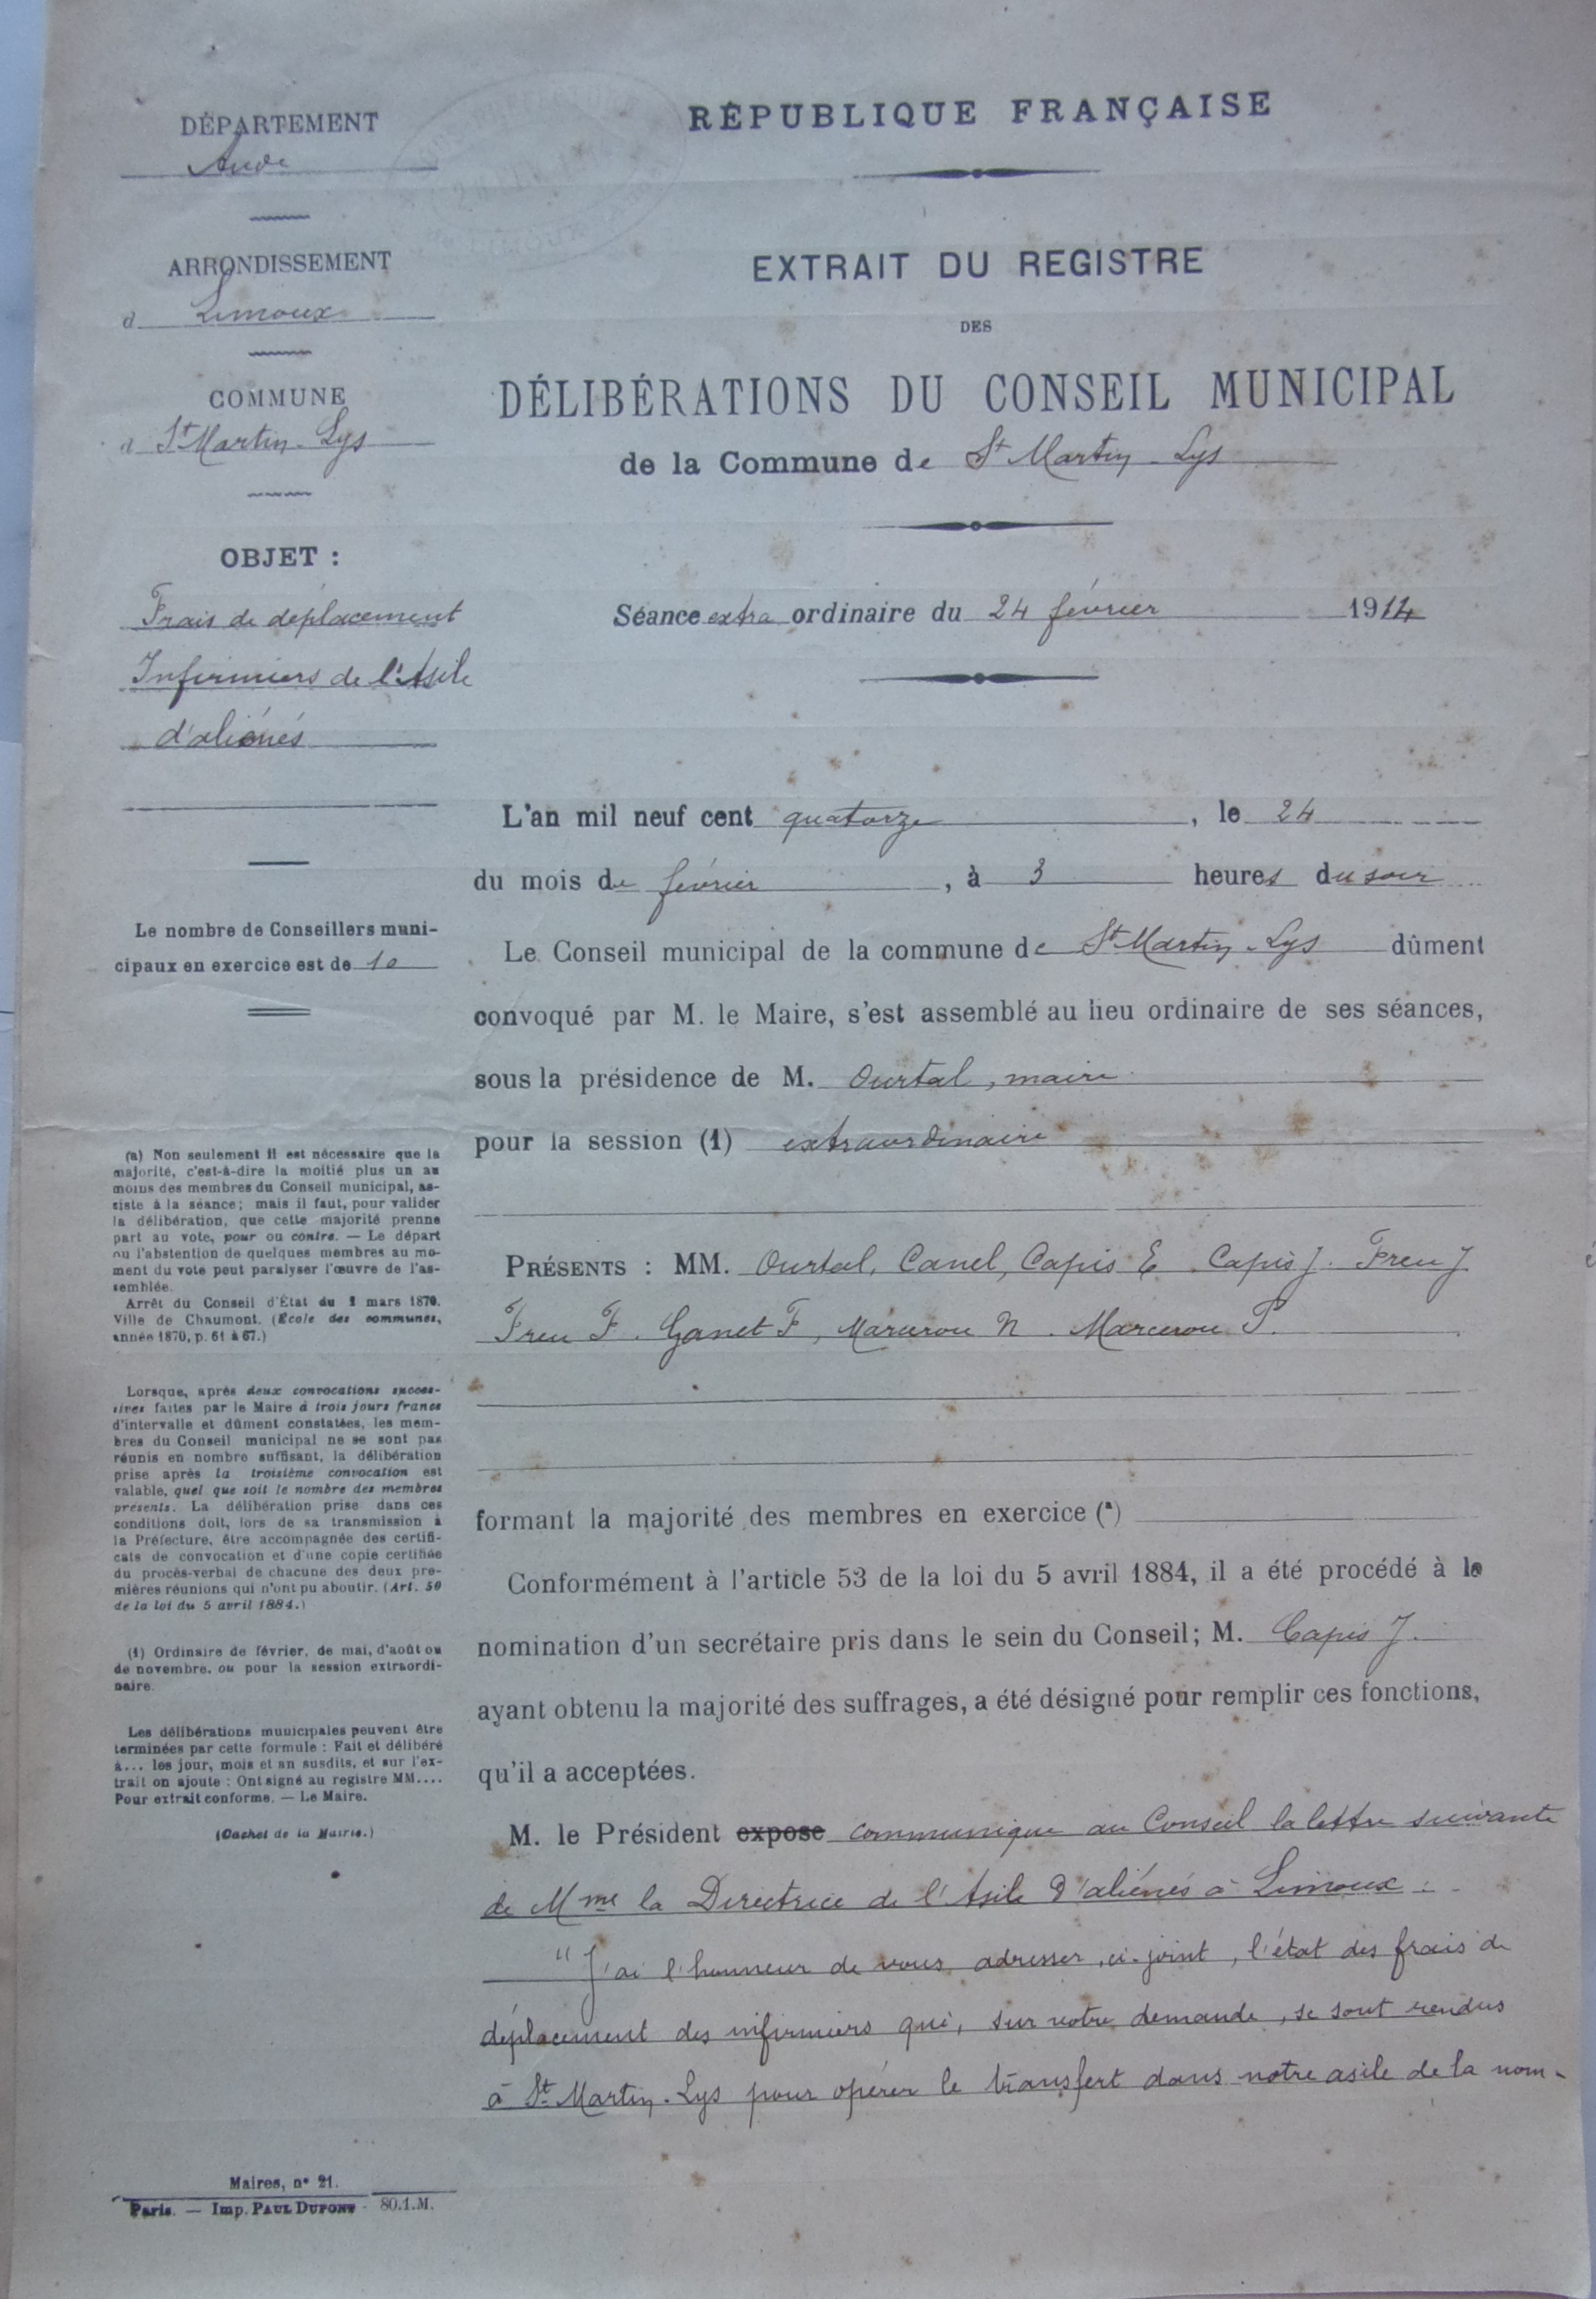 DÉPARTEMENT
Aude
ARRONDISSEMENT
d Limoux
COMMUNE
d St Martin-Lys
OBJET :
Frais de déplacement
Infirmiers de l'Asile
d'aliénés
Le nombre de Conseillers muni-
cipaux en exercice est de 10
(a) Non seulement il est nécessaire que la
majorité, c'est-à-dire la moitié plus un au
moins des membres du Conseil municipal, as-
siste à la séance; mais il faut, pour valider
la délibération, que cette majorité prenne
part au vote, pour ou contre. — Le départ
ou l'abstention de quelques membres au mo-
ment du vote peut paralyser l'œuvre de l'as-
semblée.
Arrêt du Conseil d'État du 1 mars 1870.
Ville de Chaumont. (École des communes,
année 1870, p. 61 à 67.)
Lorsque, après deux convocations succes-
sives faites par le Maire à trois jours francs
d'intervalle et dûment constatées, les mem-
bres du Conseil municipal ne se sont pas
réunis en nombre suffisant, la délibération
prise après la troisième convocation est
valable, quel que soit le nombre des membres
présents. La délibération prise dans ces
conditions doit, lors de sa transmission à
la Préfecture, être accompagnée des certifi-
cats de convocation et d'une copie certifiée
du procès-verbal de chacune des deux pre-
mières réunions qui n'ont pu aboutir. (Art. 50
de la loi du 5 avril 1884.)
(1) Ordinaire de février, de mai, d'août ou
de novembre, ou pour la session extraordi-
naire.
Les délibérations municipales peuvent être
terminées par cette formule : Fait et délibéré
à... les jour, mois et an susdits, et sur l'ex-
trait on ajoute : Ont signé au registre MM....
Pour extrait conforme. — Le Maire.
(Cachet de la Mairie.)
Maires, n° 21.
Paris. — Imp. PAUL DUPONT - 80.1.M.
RÉPUBLIQUE FRANÇAISE
EXTRAIT DU REGISTRE
DES
DÉLIBÉRATIONS DU CONSEIL MUNICIPAL
de la Commune de St Martin-Lys
Séance extra ordinaire du 24 février 1914
L'an mil neuf cent quatorze, le 24
du mois de février, à 3 heures du soir
Le Conseil municipal de la commune de St Martin-Lys dûment
convoqué par M. le Maire, s'est assemblé au lieu ordinaire de ses séances,
sous la présidence de M. Ourtal, maire
pour la session (1) extraordinaire
PRÉSENTS : MM. Ourtal, Canel, Capis E. Capis J. Freu J
Freu F. Ganet F, Marcerou N. Marcerou P.
formant la majorité des membres en exercice (a)
Conformément à l'article 53 de la loi du 5 avril 1884, il a été procédé à la
nomination d'un secrétaire pris dans le sein du Conseil; M. Capis J.
ayant obtenu la majorité des suffrages, a été désigné pour remplir ces fonctions,
qu'il a acceptées.
M. le Président expose communique au Conseil la lettre suivante
de Mme la Directrice de l'Asile d'aliénés à Limoux :
"J'ai l'honneur de vous adresser, ci-joint, l'état des frais de
déplacement des infirmiers qui, sur votre demande, se sont rendus
à St Martin-Lys pour opérer le transfert dans notre asile de la nom-